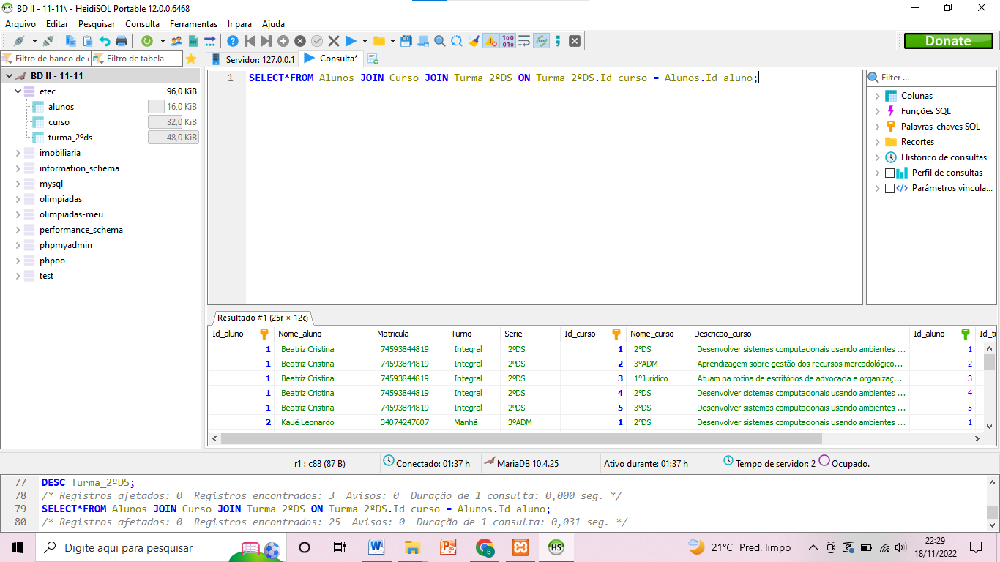 BD II - 11-11\ - HeidiSQL Portable 12.0.0.6468
Arquivo Editar Pesquisar Consulta Ferramentas Ir para Ajuda
Donate
Filtro de banco de d Filtro de tabela
Servidor: 127.0.0.1 Consulta*
BD II - 11-11
etec 96,0 KiB
alunos 16,0 KiB
curso 32,0 KiB
turma_2ºds 48,0 KiB
imobiliaria
information_schema
mysql
olimpiadas
olimpiadas-meu
performance_schema
phpmyadmin
phpoo
test
1 SELECT*FROM Alunos JOIN Curso JOIN Turma_2ºDS ON Turma_2ºDS.Id_curso = Alunos.Id_aluno;
Filter ...
Colunas
Funções SQL
Palavras-chaves SQL
Recortes
Histórico de consultas
Perfil de consultas
Parâmetros vincula...
Resultado #1 (25r × 12c)
Id_aluno Nome_aluno Matricula Turno Serie Id_curso Nome_curso Descricao_curso Id_aluno Id_t
1 Beatriz Cristina 74593844819 Integral 2ºDS 1 2ºDS Desenvolver sistemas computacionais usando ambientes ... 1
1 Beatriz Cristina 74593844819 Integral 2ºDS 2 3ºADM Aprendizagem sobre gestão dos recursos mercadológico... 2
1 Beatriz Cristina 74593844819 Integral 2ºDS 3 1ºJurídico Atuam na rotina de escritórios de advocacia e organizaç... 3
1 Beatriz Cristina 74593844819 Integral 2ºDS 4 2ºDS Desenvolver sistemas computacionais usando ambientes ... 4
1 Beatriz Cristina 74593844819 Integral 2ºDS 5 3ºDS Desenvolver sistemas computacionais usando ambientes ... 5
2 Kauê Leonardo 34074247607 Manhã 3ºADM 1 2ºDS Desenvolver sistemas computacionais usando ambientes ... 1
r1 : c88 (87 B) Conectado: 01:37 h MariaDB 10.4.25 Ativo durante: 01:37 h Tempo de servidor: 2 Ocupado.
77 DESC Turma_2ºDS;
78 /* Registros afetados: 0 Registros encontrados: 3 Avisos: 0 Duração de 1 consulta: 0,000 seg. */
79 SELECT*FROM Alunos JOIN Curso JOIN Turma_2ºDS ON Turma_2ºDS.Id_curso = Alunos.Id_aluno;
80 /* Registros afetados: 0 Registros encontrados: 25 Avisos: 0 Duração de 1 consulta: 0,031 seg. */
Digite aqui para pesquisar
21°C Pred. limpo
22:29
18/11/2022